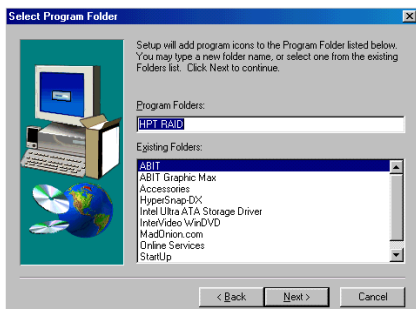 Select Program Folder
Setup will add program icons to the Program Folder listed below.
You may type a new folder name, or select one from the existing
Folders list. Click Next to continue.
Program Folders:
HPT RAID
Existing Folders:
ABIT
ABIT Graphic Max
Accessories
HyperSnap-DX
Intel Ultra ATA Storage Driver
InterVideo WinDVD
MadOnion.com
Online Services
StartUp
< Back
Next >
Cancel